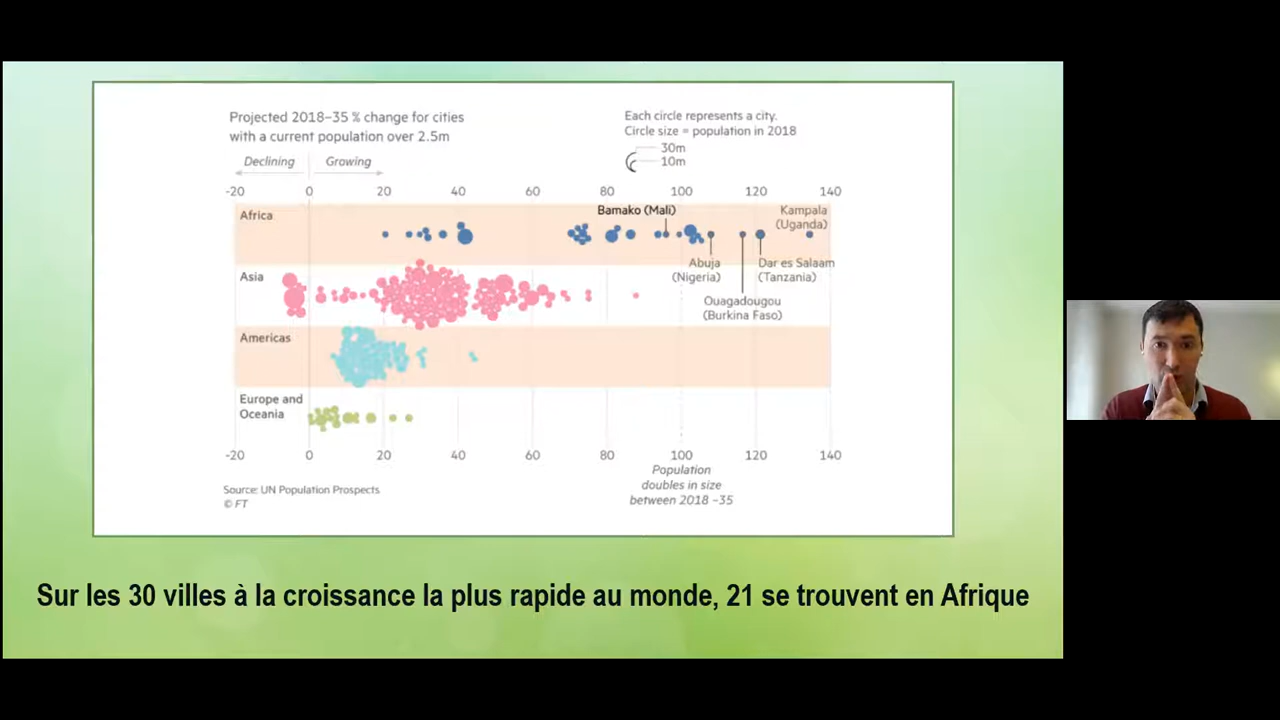 Projected 2018–35 % change for cities
with a current population over 2.5m
Each circle represents a city.
Circle size = population in 2018
30m
10m
Declining
Growing
-20 0 20 40 60 80 100 120 140
Africa
Bamako (Mali)
Kampala
(Uganda)
Abuja
(Nigeria)
Dar es Salaam
(Tanzania)
Asia
Ouagadougou
(Burkina Faso)
Americas
Europe and
Oceania
-20 0 20 40 60 80 100 120 140
Population
doubles in size
between 2018 –35
Source: UN Population Prospects
© FT
Sur les 30 villes à la croissance la plus rapide au monde, 21 se trouvent en Afrique